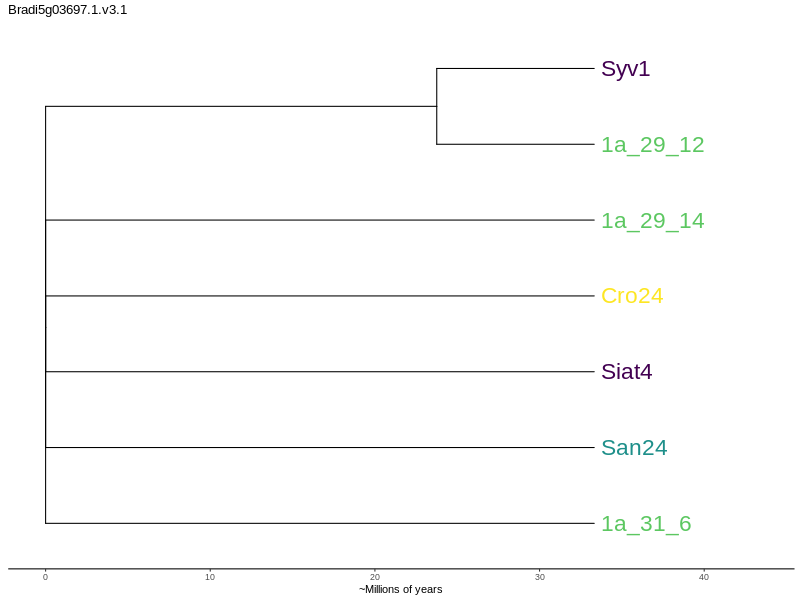 Bradi5g03697.1.v3.1
Syv1
1a_29_12
1a_29_14
Cro24
Siat4
San24
1a_31_6
0 10 20 30 40
~Millions of years